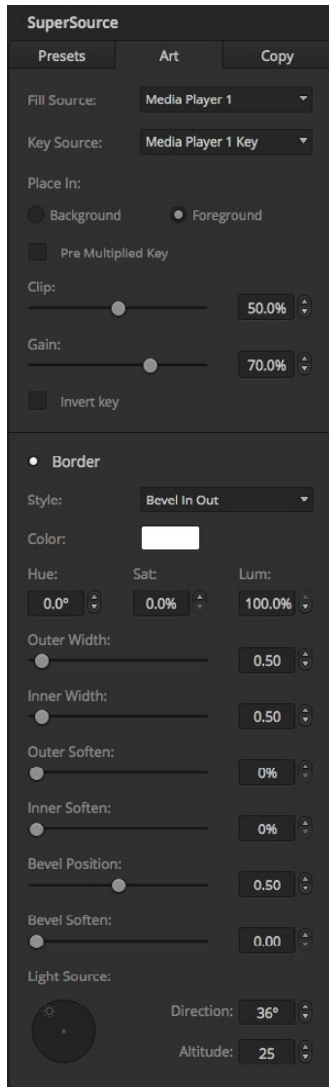 SuperSource
Presets Art Copy
Fill Source: Media Player 1
Key Source: Media Player 1 Key
Place In:
Background Foreground
Pre Multiplied Key
Clip:
50.0%
Gain:
70.0%
Invert key
Border
Style: Bevel In Out
Color:
Hue: Sat: Lum:
0.0° 0.0% 100.0%
Outer Width:
0.50
Inner Width:
0.50
Outer Soften:
0%
Inner Soften:
0%
Bevel Position:
0.50
Bevel Soften:
0.00
Light Source:
Direction: 36°
Altitude: 25